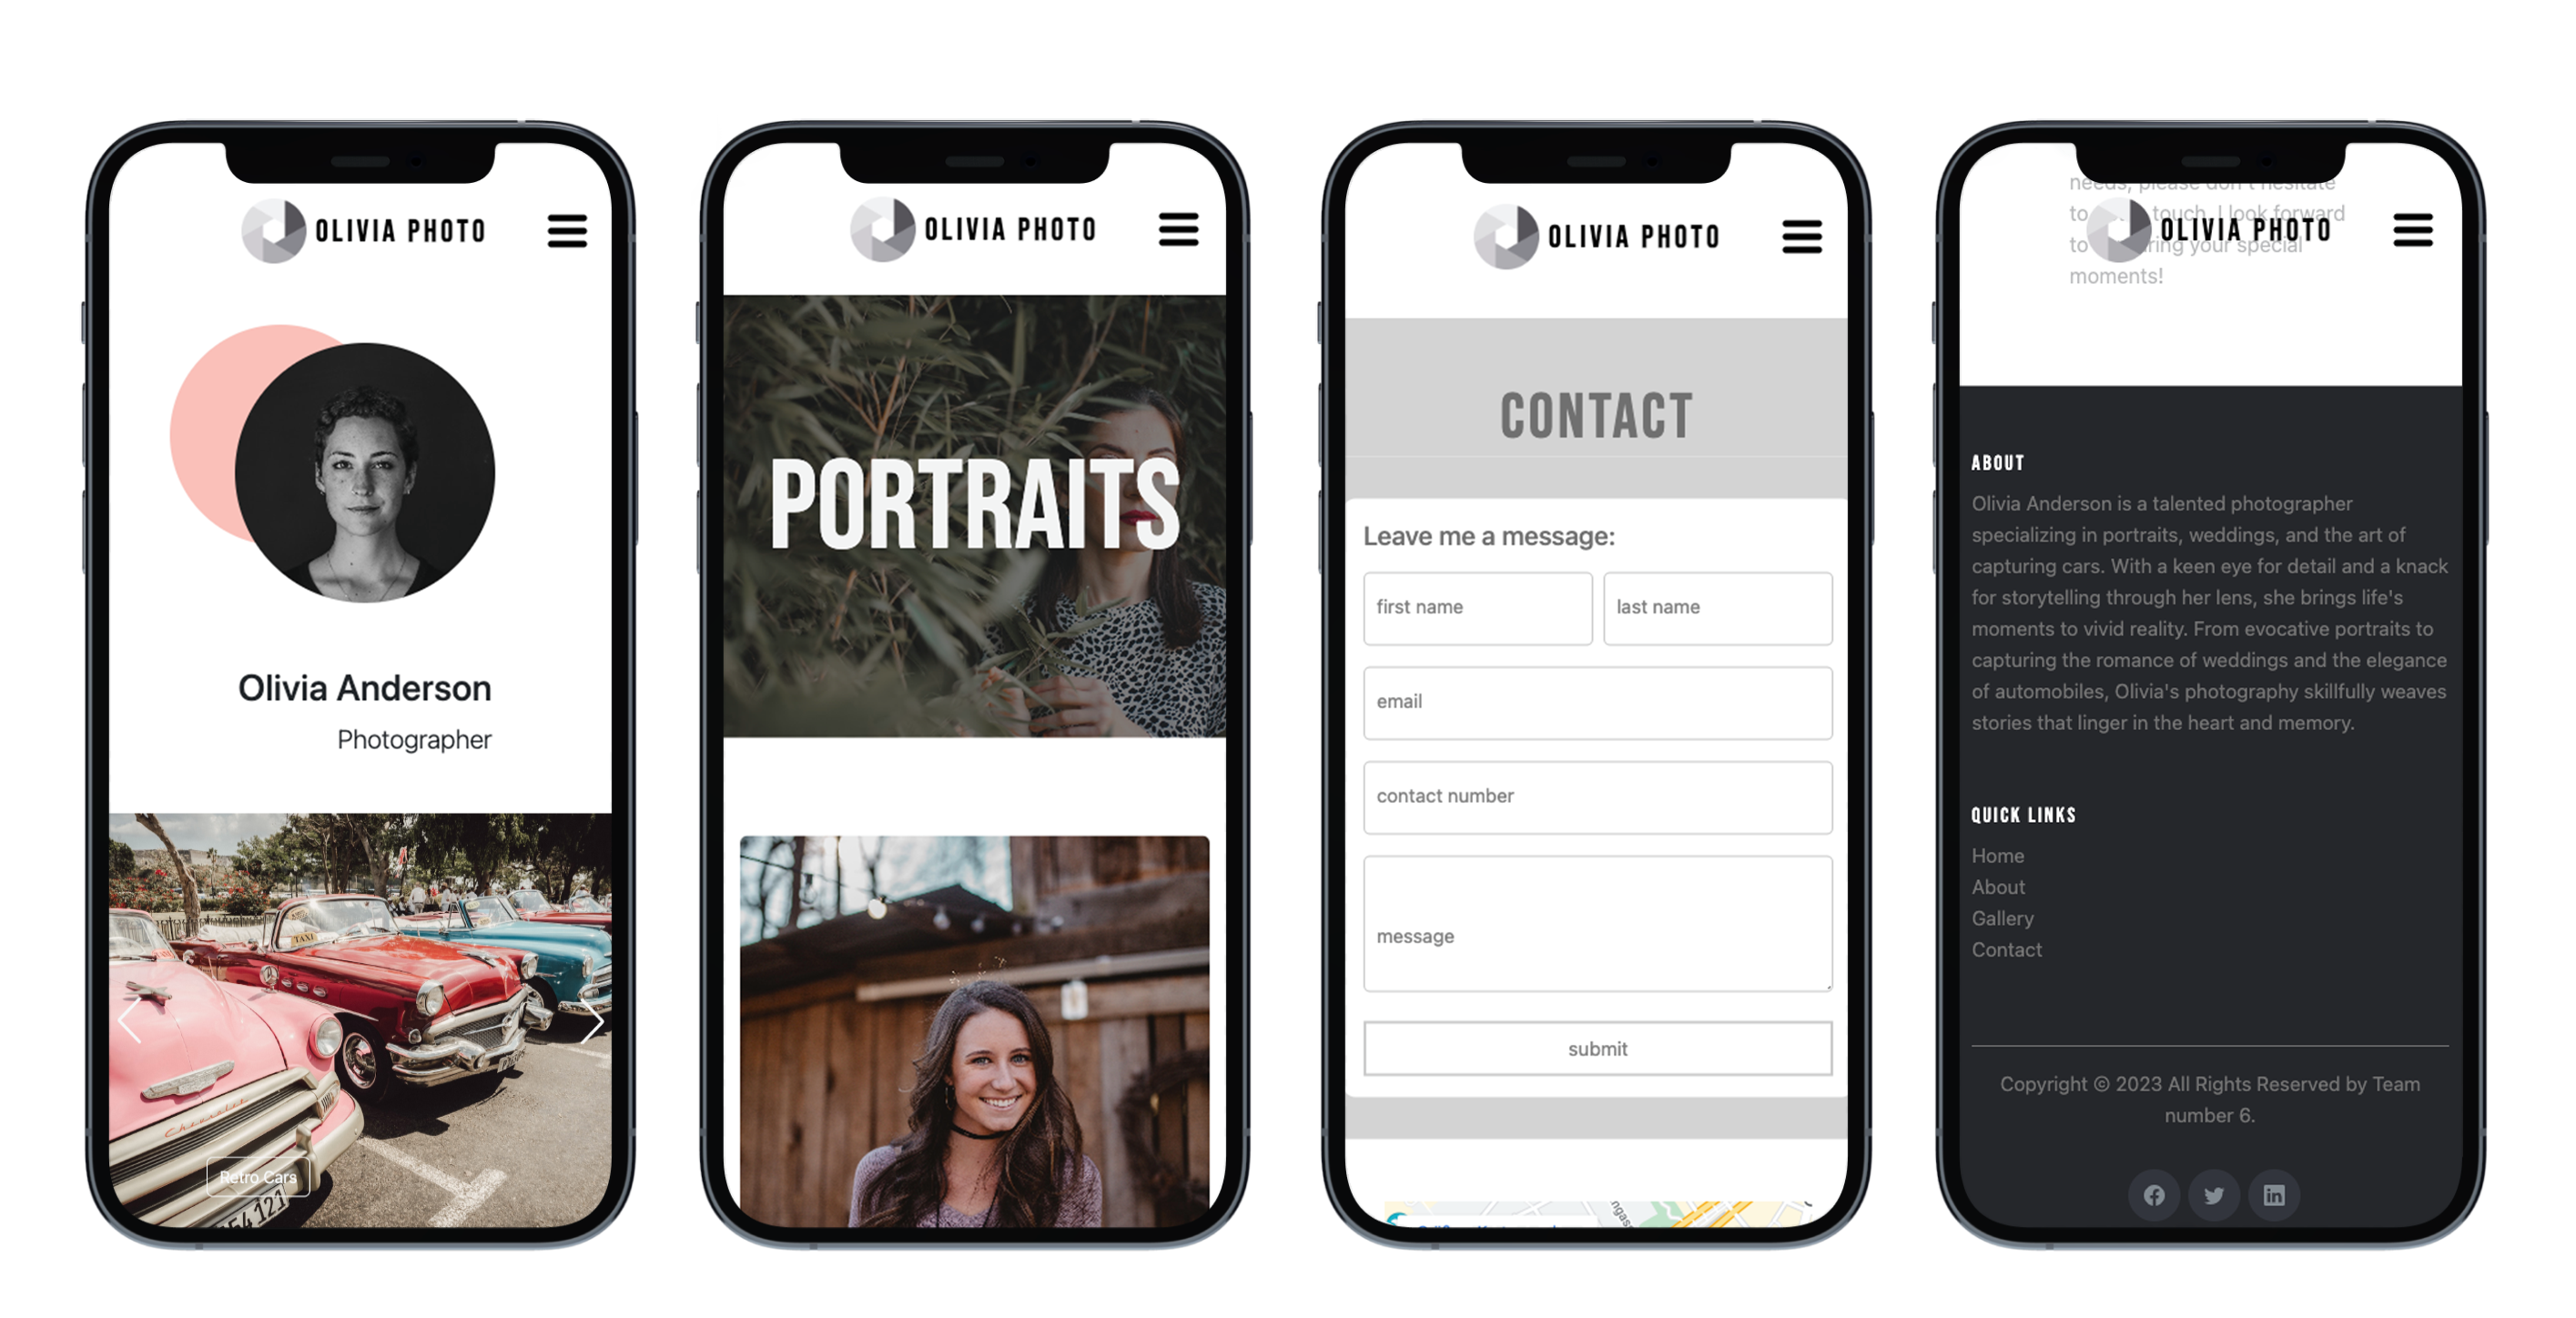 OLIVIA PHOTO
Olivia Anderson
Photographer
TAXI
Chevrolet
Retro Cars
54 121
OLIVIA PHOTO
PORTRAITS
OLIVIA PHOTO
CONTACT
Leave me a message:
first name
last name
email
contact number
message
submit
needs, please don't hesitate
to touch. I look forward
to your special
moments!
OLIVIA PHOTO
ABOUT
Olivia Anderson is a talented photographer
specializing in portraits, weddings, and the art of
capturing cars. With a keen eye for detail and a knack
for storytelling through her lens, she brings life's
moments to vivid reality. From evocative portraits to
capturing the romance of weddings and the elegance
of automobiles, Olivia's photography skillfully weaves
stories that linger in the heart and memory.
QUICK LINKS
Home
About
Gallery
Contact
Copyright © 2023 All Rights Reserved by Team
number 6.